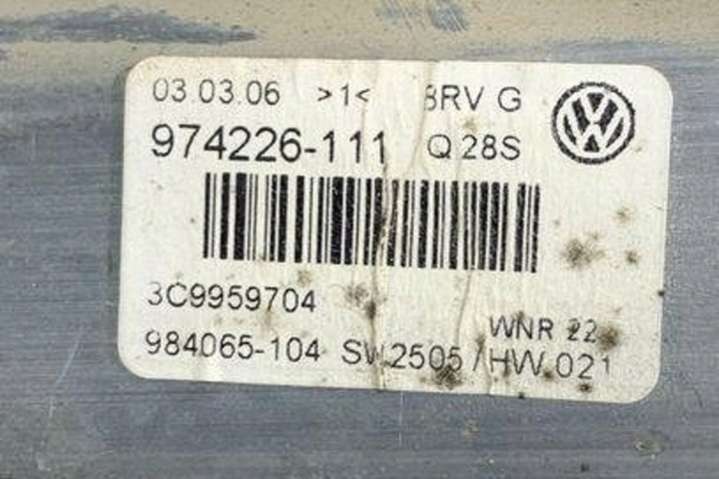 03.03.06 >1< BRV G
974226-111 Q 28S
3C9959704
WNR 22
984065-104 SW 2505 / HW 021